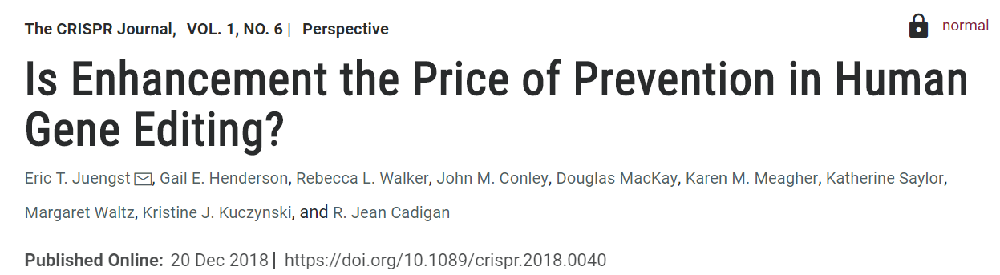 The CRISPR Journal, VOL. 1, NO. 6 | Perspective
normal
Is Enhancement the Price of Prevention in Human
Gene Editing?
Eric T. Juengst, Gail E. Henderson, Rebecca L. Walker, John M. Conley, Douglas MacKay, Karen M. Meagher, Katherine Saylor,
Margaret Waltz, Kristine J. Kuczynski, and R. Jean Cadigan
Published Online: 20 Dec 2018 | https://doi.org/10.1089/crispr.2018.0040